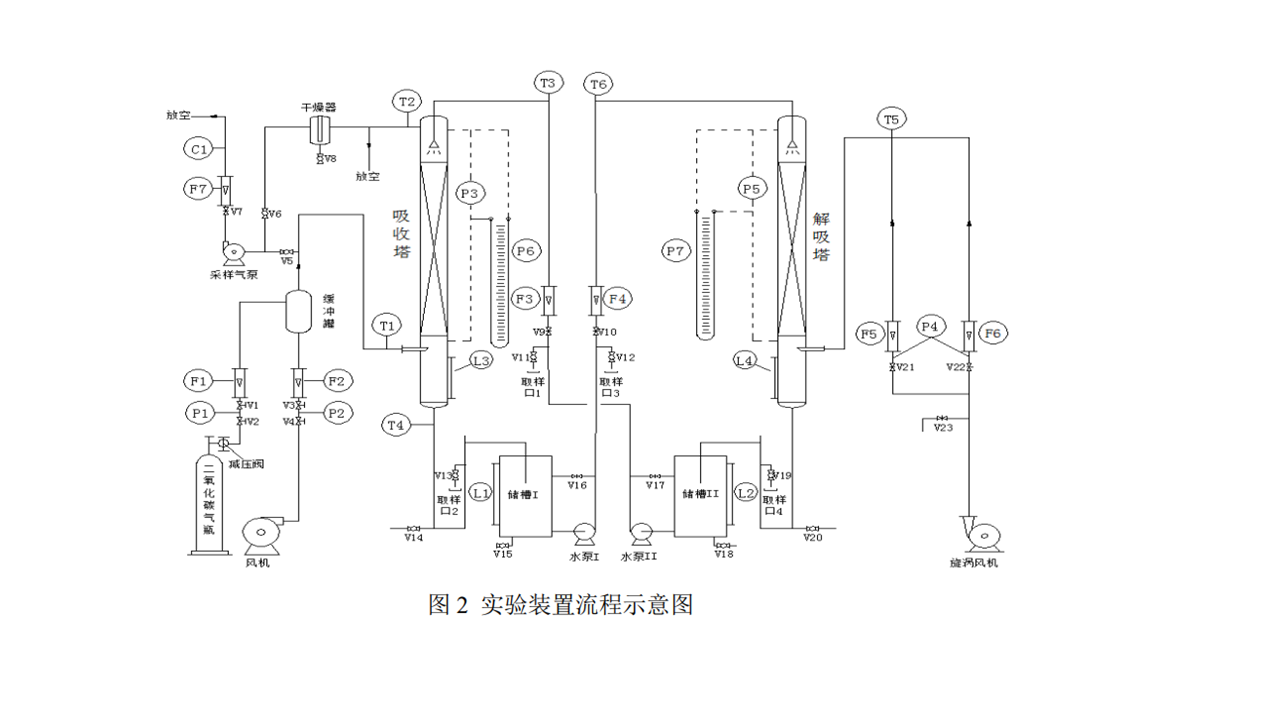 T3
T6
放空
干燥器
T2
T5
C1
V8
放空
F7
P3
P5
V7
V6
吸收塔
解吸塔
P6
P7
V5
采样气泵
缓冲罐
F3
F4
T1
V9
V10
F5
P4
F6
V11
V12
L3
L4
V21
V22
F1
F2
取样口1
取样口3
V1
V3
P1
P2
V2
V4
T4
V23
减压阀
二氧化碳气瓶
V13
L1
储槽I
V16
V17
储槽II
L2
V19
取样口2
取样口4
V14
V15
水泵I
水泵II
V18
V20
风机
旋涡风机
图 2 实验装置流程示意图